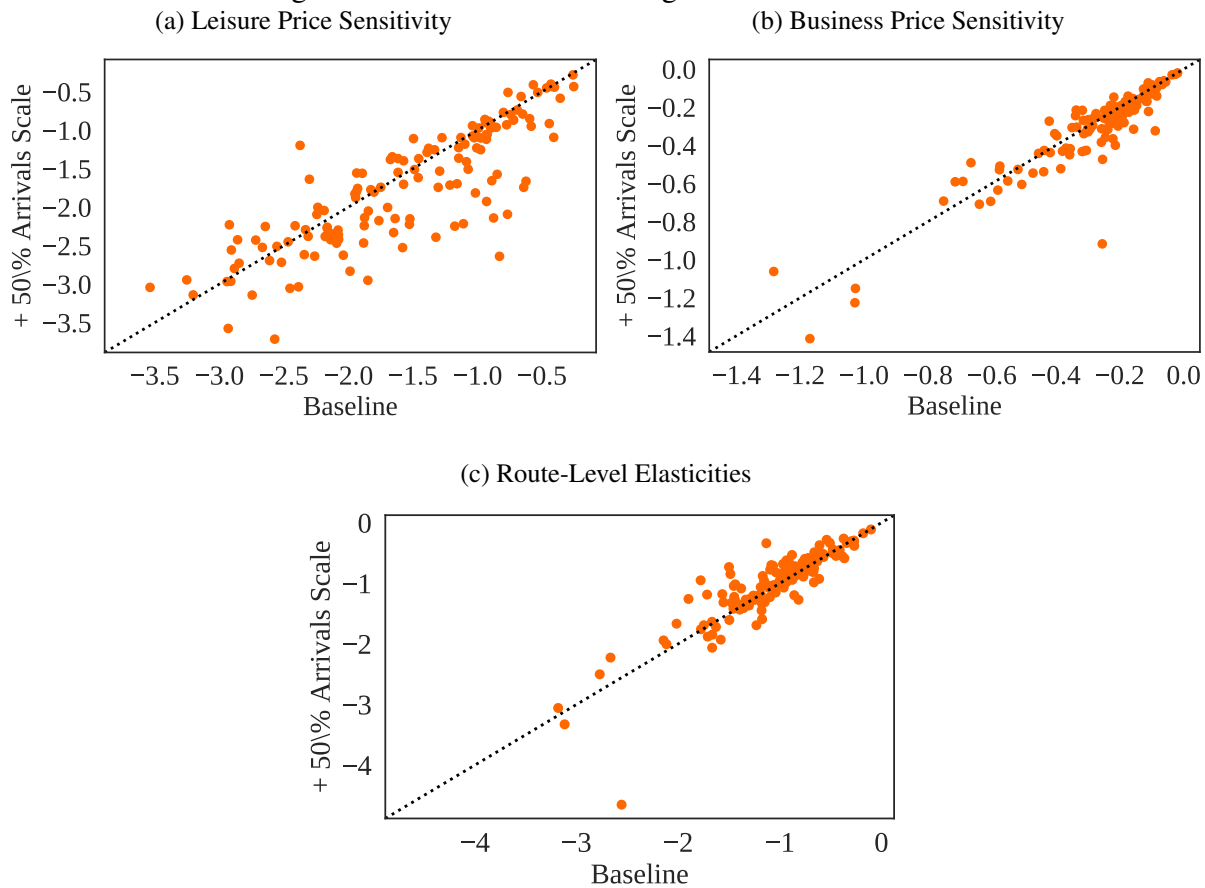 (a) Leisure Price Sensitivity
(b) Business Price Sensitivity
+ 50\% Arrivals Scale
−0.5
−1.0
−1.5
−2.0
−2.5
−3.0
−3.5
−3.5 −3.0 −2.5 −2.0 −1.5 −1.0 −0.5
Baseline
+ 50\% Arrivals Scale
0.0
−0.2
−0.4
−0.6
−0.8
−1.0
−1.2
−1.4
−1.4 −1.2 −1.0 −0.8 −0.6 −0.4 −0.2 0.0
Baseline
(c) Route-Level Elasticities
+ 50\% Arrivals Scale
0
−1
−2
−3
−4
−4 −3 −2 −1 0
Baseline